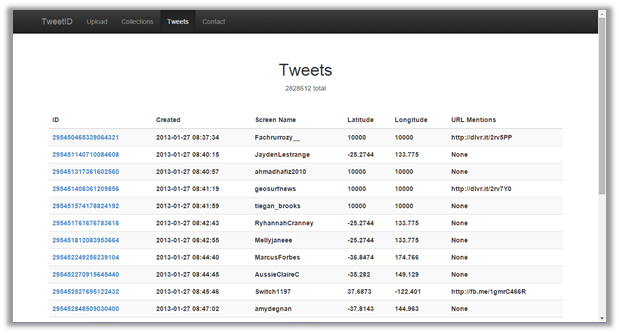 TweetID Upload Collections Tweets Contact
Tweets
2828612 total
ID Created Screen Name Latitude Longitude URL Mentions
295450465339064321 2013-01-27 08:37:34 Fachrurrozy__ 10000 10000 http://dlvr.it/2rv5PP
295451140710084608 2013-01-27 08:40:15 JaydenLestrange -25.2744 133.775 None
295451317361602560 2013-01-27 08:40:57 ahmadhafiz2010 10000 10000 None
295451408361209856 2013-01-27 08:41:19 geosurfnews 10000 10000 http://dlvr.it/2rv7Y0
295451574178824192 2013-01-27 08:41:59 tiegan_brooks 10000 10000 None
295451761676783616 2013-01-27 08:42:43 RyhannahCranney -25.2744 133.775 None
295451812083953664 2013-01-27 08:42:55 Mellyjaneee -25.2744 133.775 None
295452249256239104 2013-01-27 08:44:40 MarcusForbes -36.8474 174.766 None
295452270915645440 2013-01-27 08:44:45 AussieClaireC -35.282 149.129 None
295452527695122432 2013-01-27 08:45:46 Switch1197 37.6873 -122.401 http://fb.me/1gmrC466R
295452848509030400 2013-01-27 08:47:02 amydegnan -37.8143 144.963 None